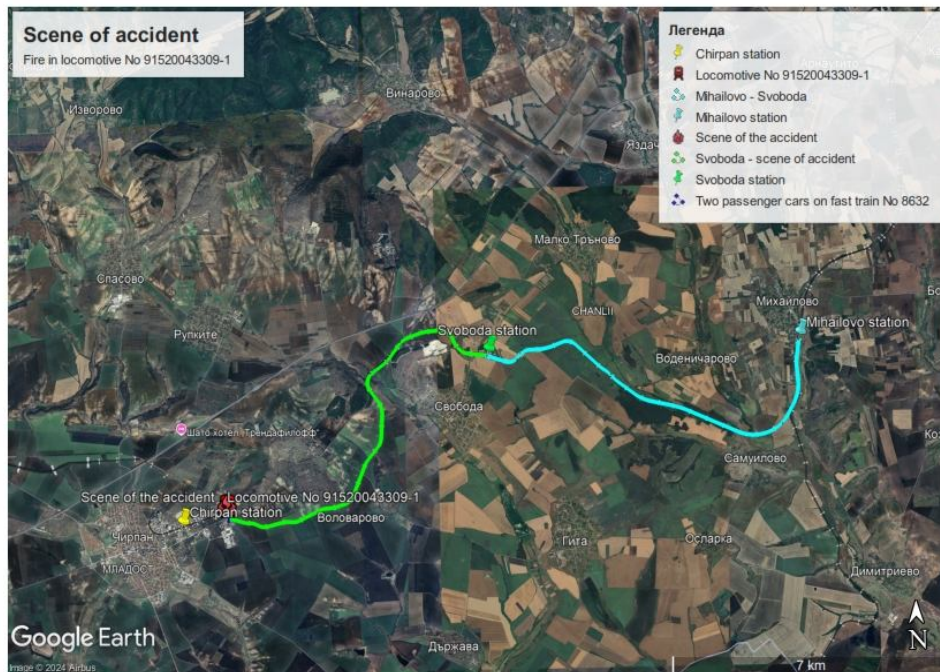 Scene of accident
Fire in locomotive No 91520043309-1
Легенда
Chirpan station
Locomotive No 91520043309-1
Mihailovo - Svoboda
Mihailovo station
Scene of the accident
Svoboda - scene of accident
Svoboda station
Two passenger cars on fast train No 8632
Изворово
Винарово
Малко Тръново
Спасово
CHANLII
Михайлово
Mihailovo station
Рупките
Svoboda station
Воденичарово
Свобода
Шато хотел "Трендафилофф"
Самуилово
Scene of the accident
Locomotive No 91520043309-1
Chirpan station
Воловарово
Чирпан
Гита
Осларка
МЛАДОСТ
Димитриево
Google Earth
N
Държава
Image © 2024 Airbus
7 km